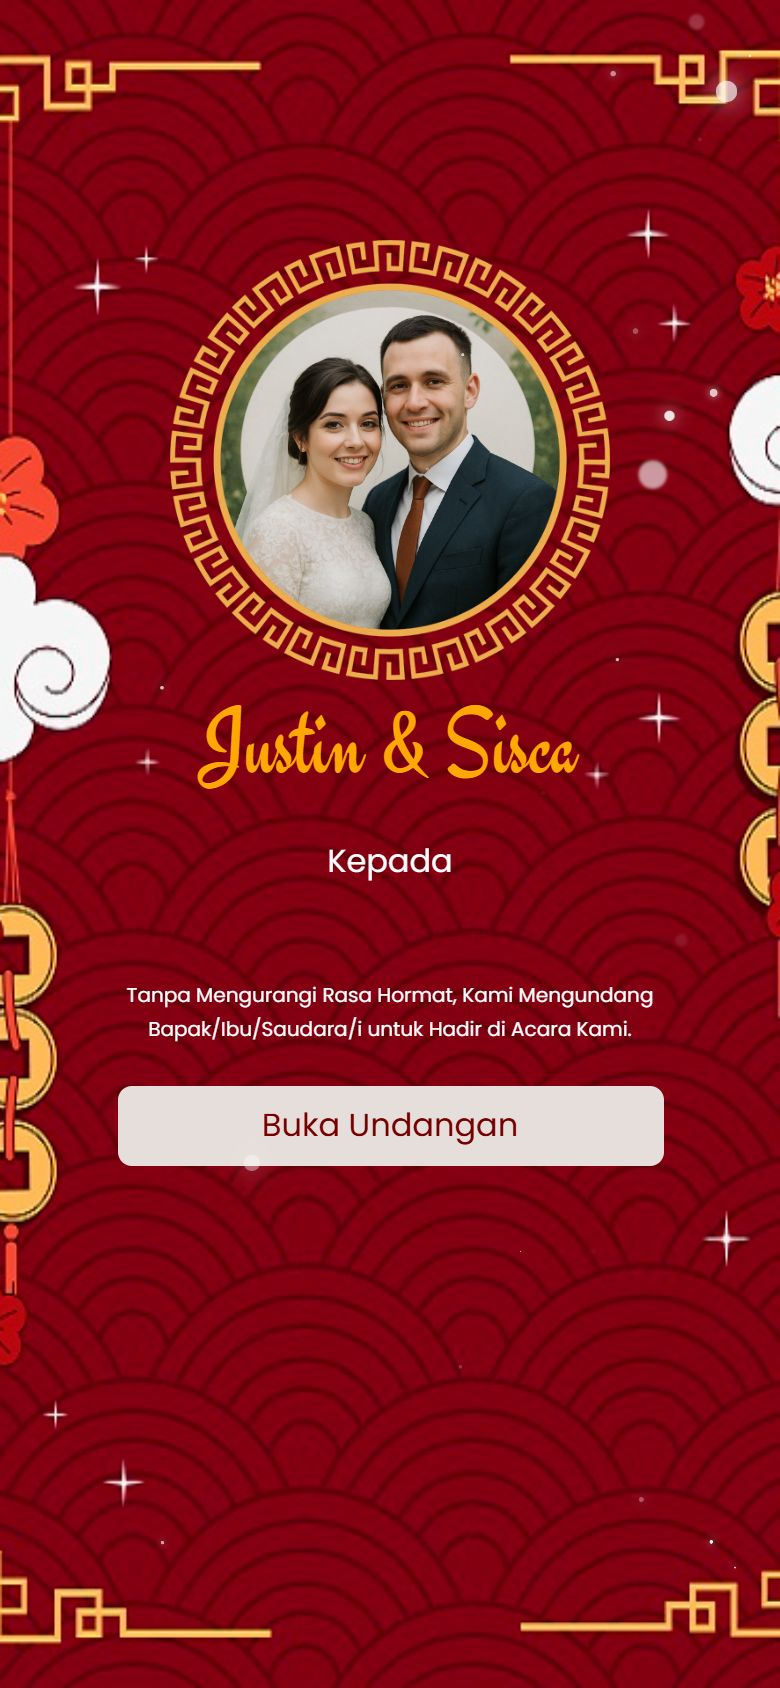 Justin & Sisca
Kepada
Tanpa Mengurangi Rasa Hormat, Kami Mengundang
Bapak/Ibu/Saudara/i untuk Hadir di Acara Kami.
Buka Undangan